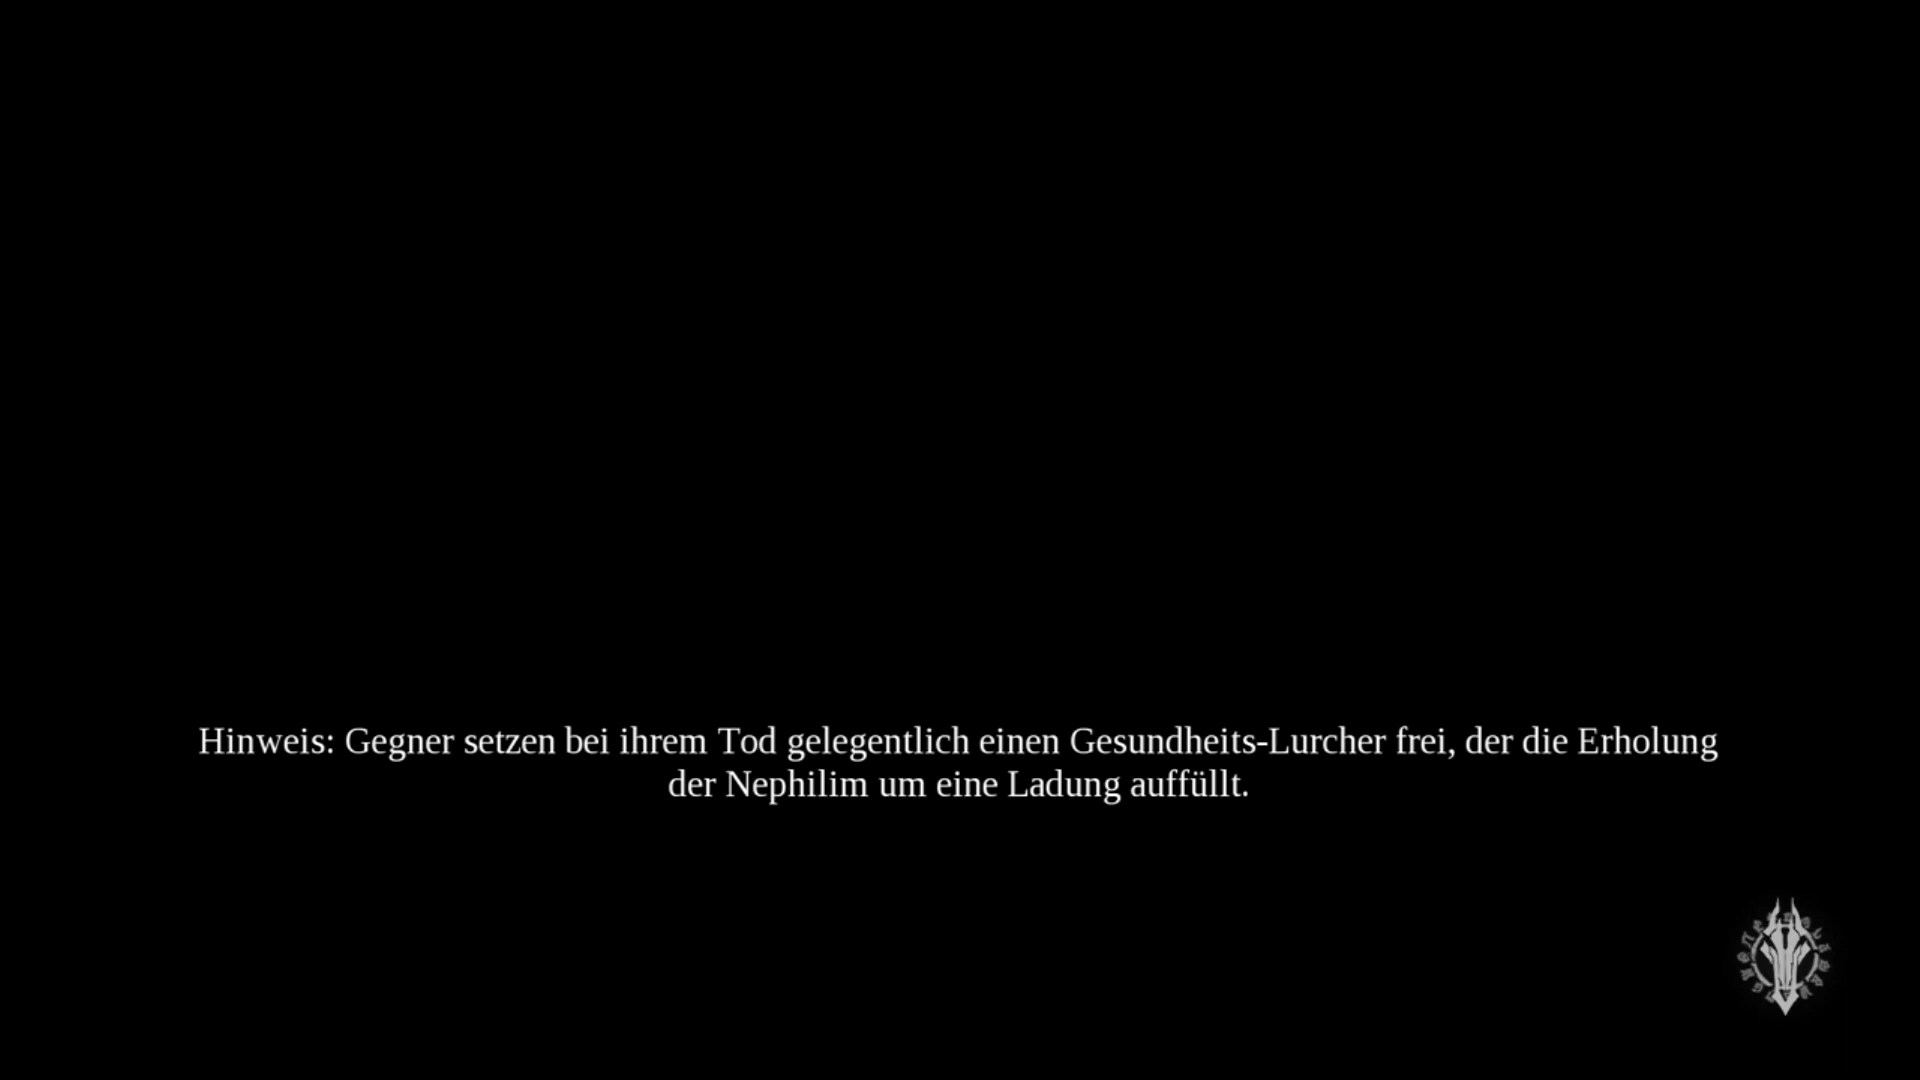 Hinweis: Gegner setzen bei ihrem Tod gelegentlich einen Gesundheits-Lurcher frei, der die Erholung
der Nephilim um eine Ladung auffüllt.